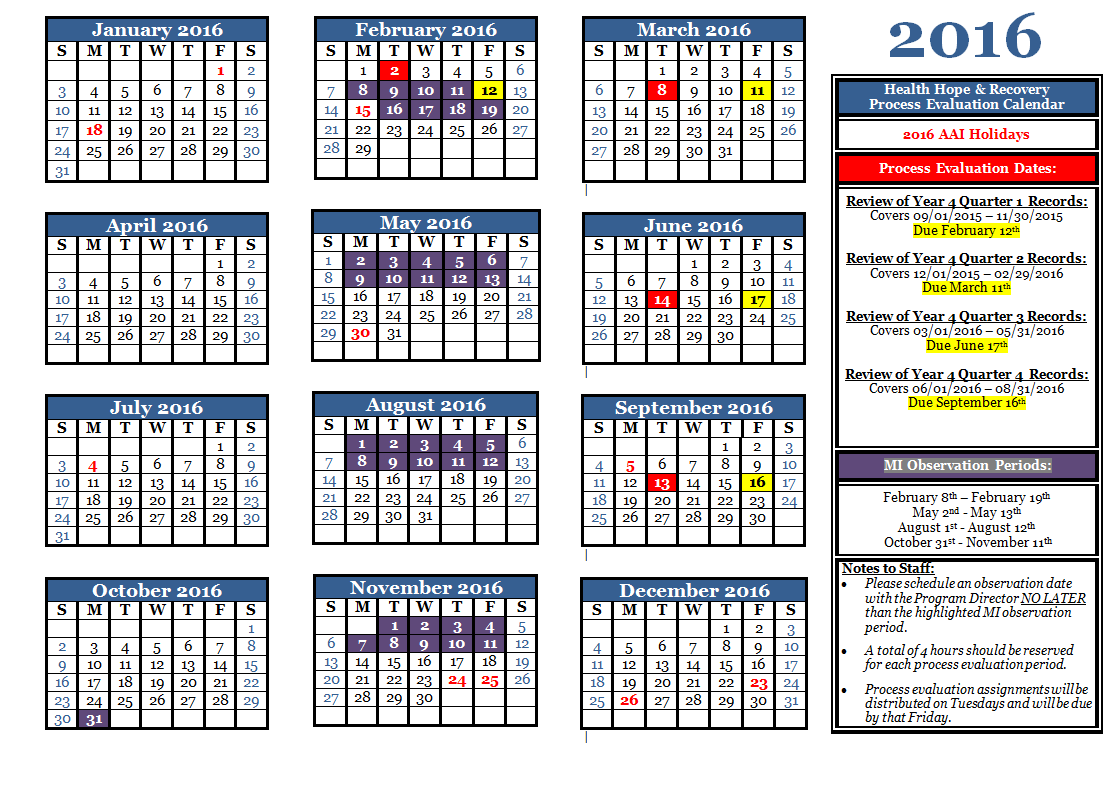 2016
January 2016
S M T W T F S
1 2
3 4 5 6 7 8 9
10 11 12 13 14 15 16
17 18 19 20 21 22 23
24 25 26 27 28 29 30
31
February 2016
S M T W T F S
1 2 3 4 5 6
7 8 9 10 11 12 13
14 15 16 17 18 19 20
21 22 23 24 25 26 27
28 29
March 2016
S M T W T F S
1 2 3 4 5
6 7 8 9 10 11 12
13 14 15 16 17 18 19
20 21 22 23 24 25 26
27 28 29 30 31
April 2016
S M T W T F S
1 2
3 4 5 6 7 8 9
10 11 12 13 14 15 16
17 18 19 20 21 22 23
24 25 26 27 28 29 30
May 2016
S M T W T F S
1 2 3 4 5 6 7
8 9 10 11 12 13 14
15 16 17 18 19 20 21
22 23 24 25 26 27 28
29 30 31
June 2016
S M T W T F S
1 2 3 4
5 6 7 8 9 10 11
12 13 14 15 16 17 18
19 20 21 22 23 24 25
26 27 28 29 30
July 2016
S M T W T F S
1 2
3 4 5 6 7 8 9
10 11 12 13 14 15 16
17 18 19 20 21 22 23
24 25 26 27 28 29 30
31
August 2016
S M T W T F S
1 2 3 4 5 6
7 8 9 10 11 12 13
14 15 16 17 18 19 20
21 22 23 24 25 26 27
28 29 30 31
September 2016
S M T W T F S
1 2 3
4 5 6 7 8 9 10
11 12 13 14 15 16 17
18 19 20 21 22 23 24
25 26 27 28 29 30
October 2016
S M T W T F S
1
2 3 4 5 6 7 8
9 10 11 12 13 14 15
16 17 18 19 20 21 22
23 24 25 26 27 28 29
30 31
November 2016
S M T W T F S
1 2 3 4 5
6 7 8 9 10 11 12
13 14 15 16 17 18 19
20 21 22 23 24 25 26
27 28 29 30
December 2016
S M T W T F S
1 2 3
4 5 6 7 8 9 10
11 12 13 14 15 16 17
18 19 20 21 22 23 24
25 26 27 28 29 30 31
Health Hope & Recovery
Process Evaluation Calendar
2016 AAI Holidays
Process Evaluation Dates:
Review of Year 4 Quarter 1 Records:
Covers 09/01/2015 – 11/30/2015
Due February 12th
Review of Year 4 Quarter 2 Records:
Covers 12/01/2015 – 02/29/2016
Due March 11th
Review of Year 4 Quarter 3 Records:
Covers 03/01/2016 – 05/31/2016
Due June 17th
Review of Year 4 Quarter 4 Records:
Covers 06/01/2016 – 08/31/2016
Due September 16th
MI Observation Periods:
February 8th – February 19th
May 2nd - May 13th
August 1st - August 12th
October 31st - November 11th
Notes to Staff:
• Please schedule an observation date
with the Program Director NO LATER
than the highlighted MI observation
period.
• A total of 4 hours should be reserved
for each process evaluation period.
• Process evaluation assignments will be
distributed on Tuesdays and will be due
by that Friday.